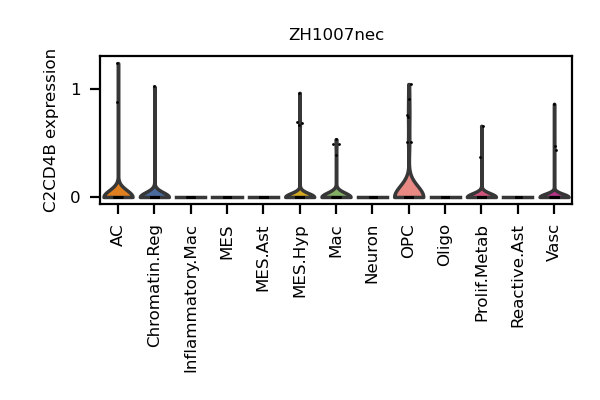 ZH1007nec
C2CD4B expression
1
0
AC
Chromatin.Reg
Inflammatory.Mac
MES
MES.Ast
MES.Hyp
Mac
Neuron
OPC
Oligo
Prolif.Metab
Reactive.Ast
Vasc